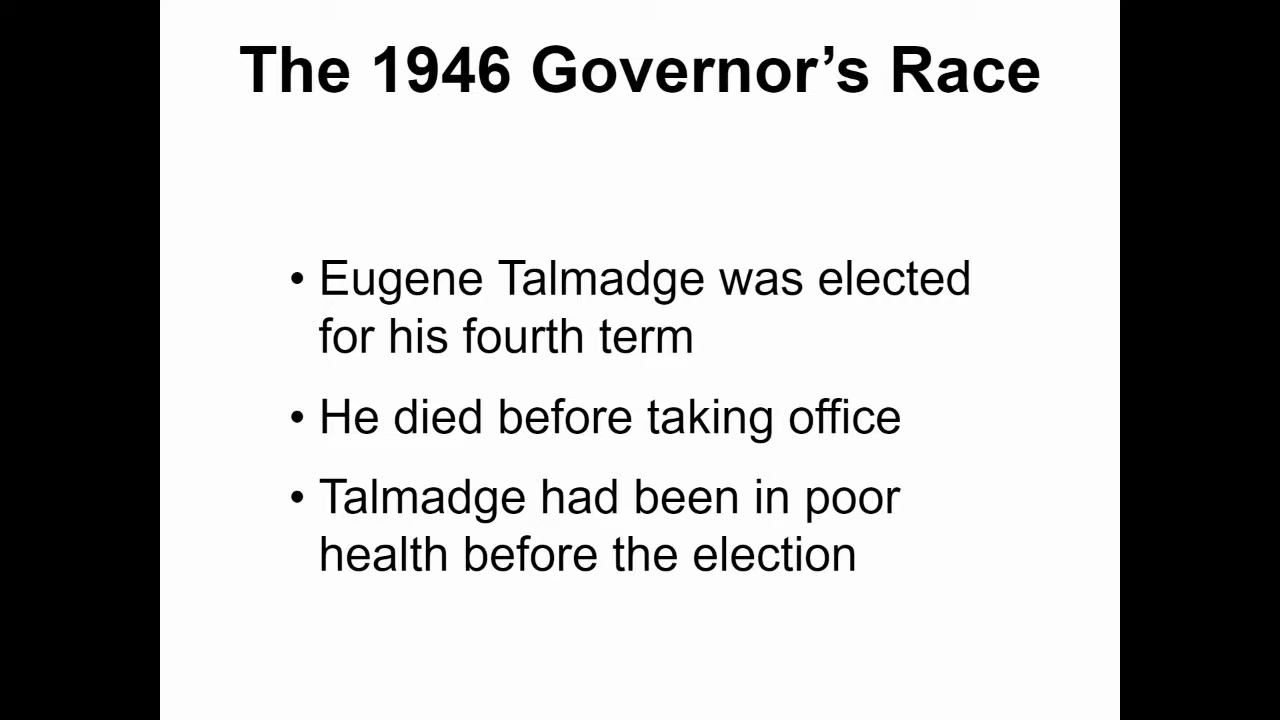 The 1946 Governor’s Race
• Eugene Talmadge was elected
for his fourth term
• He died before taking office
• Talmadge had been in poor
health before the election